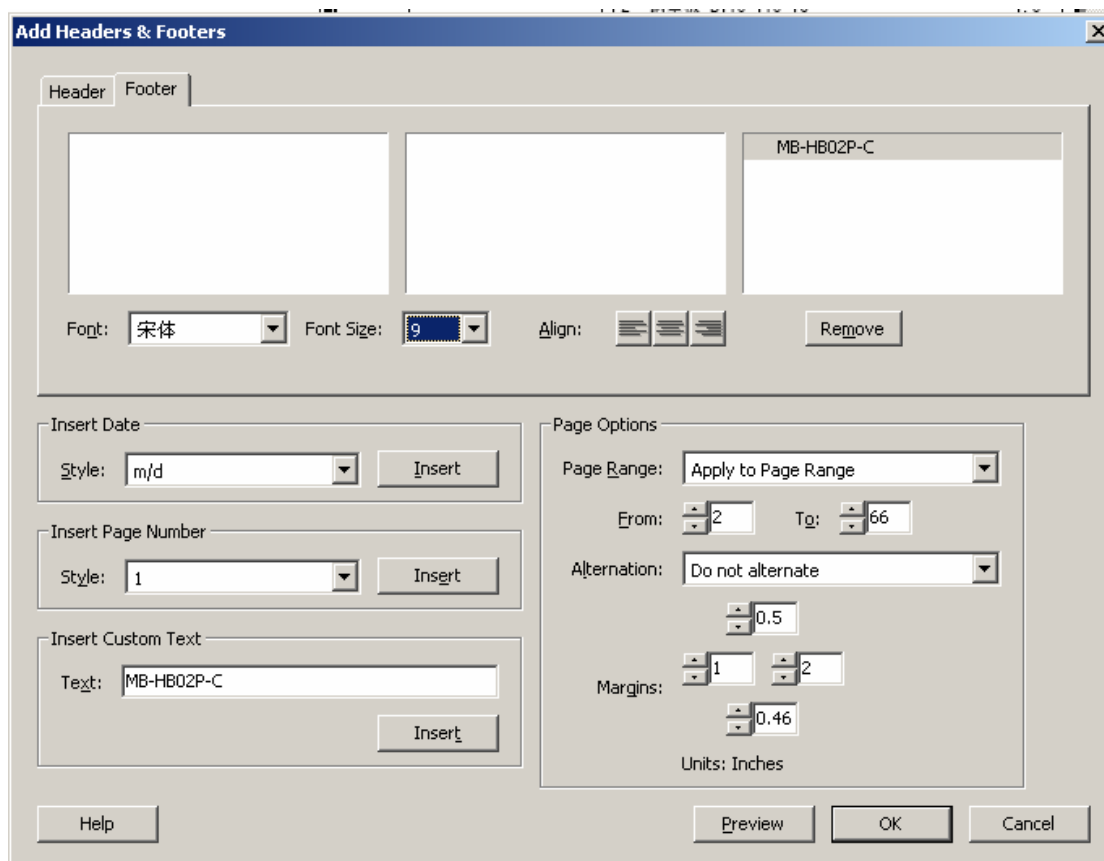 Add Headers & Footers
Header Footer
MB-HB02P-C
Font: 宋体 Font Size: 9 Align: Remove
Insert Date
Style: m/d Insert
Insert Page Number
Style: 1 Insert
Insert Custom Text
Text: MB-HB02P-C
Insert
Page Options
Page Range: Apply to Page Range
From: 2 To: 66
Alternation: Do not alternate
0.5
Margins: 1 2
0.46
Units: Inches
Help Preview OK Cancel